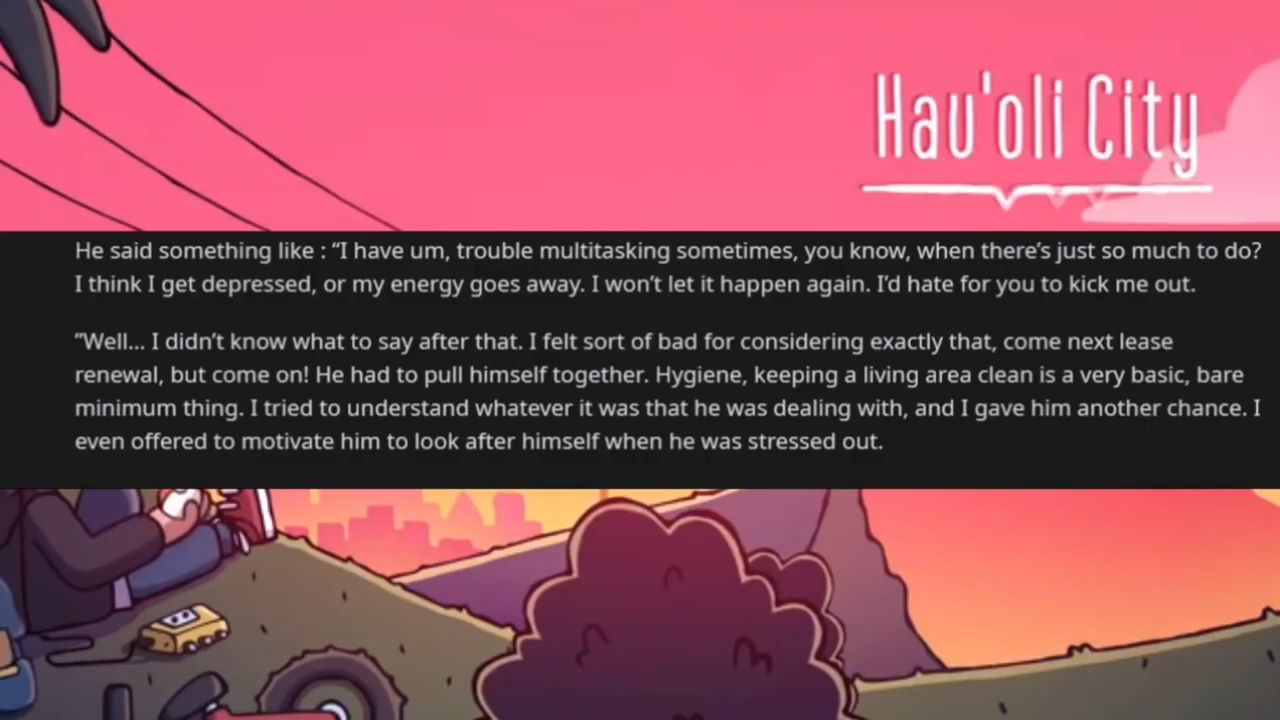 Hau'oli City
He said something like : “I have um, trouble multitasking sometimes, you know, when there’s just so much to do?
I think I get depressed, or my energy goes away. I won’t let it happen again. I’d hate for you to kick me out.
“Well... I didn’t know what to say after that. I felt sort of bad for considering exactly that, come next lease
renewal, but come on! He had to pull himself together. Hygiene, keeping a living area clean is a very basic, bare
minimum thing. I tried to understand whatever it was that he was dealing with, and I gave him another chance. I
even offered to motivate him to look after himself when he was stressed out.